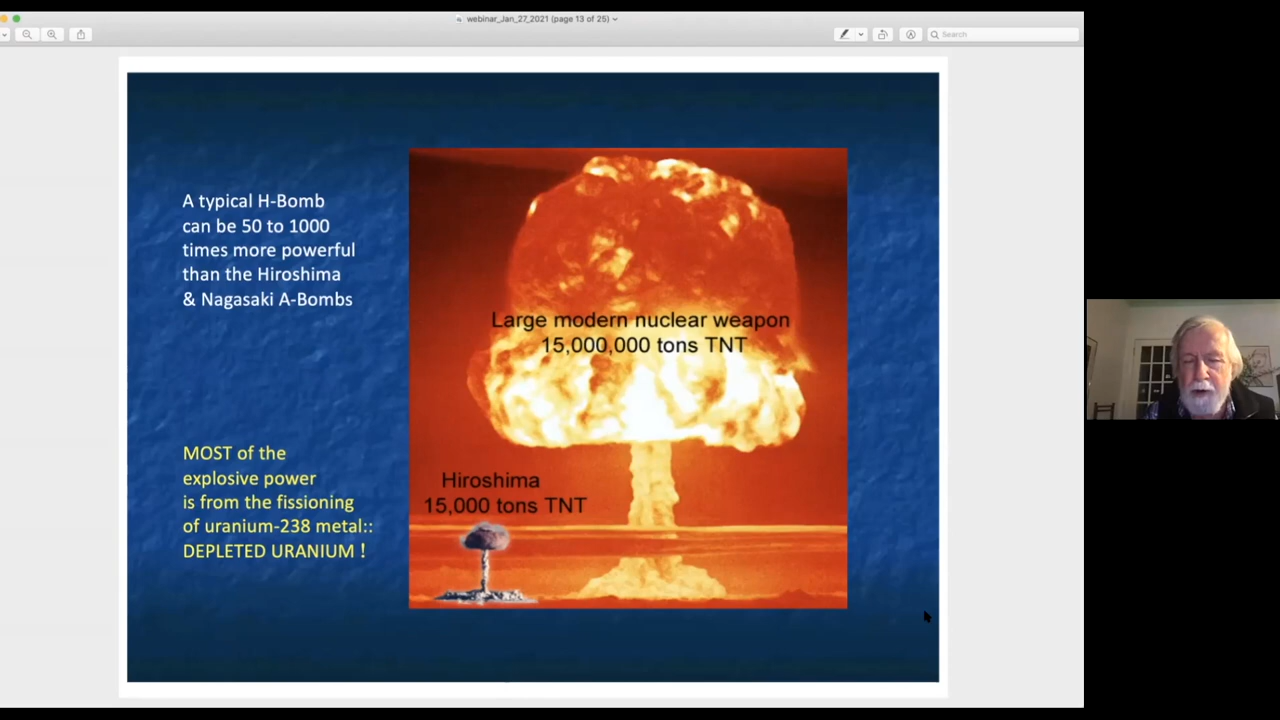 webinar_Jan_27_2021 (page 13 of 25)
Search
A typical H-Bomb
can be 50 to 1000
times more powerful
than the Hiroshima
& Nagasaki A-Bombs
Large modern nuclear weapon
15,000,000 tons TNT
MOST of the
explosive power
is from the fissioning
of uranium-238 metal::
DEPLETED URANIUM !
Hiroshima
15,000 tons TNT